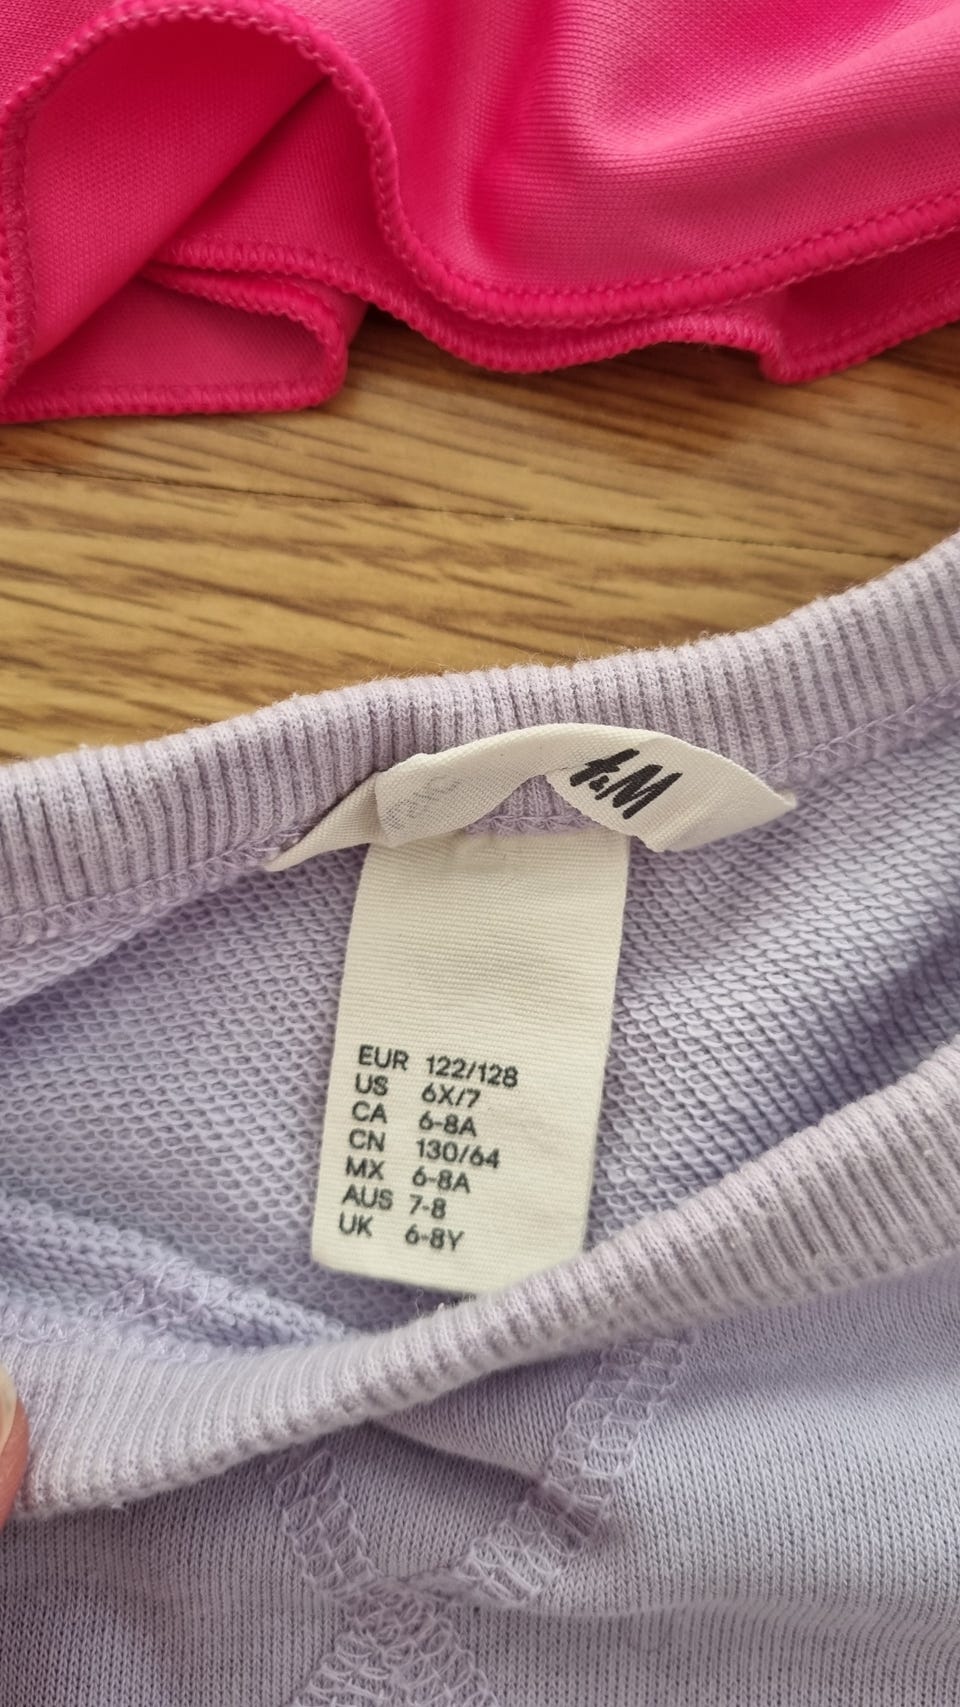 H&M
EUR 122/128
US 6X/7
CA 6-8A
CN 130/64
MX 6-8A
AUS 7-8
UK 6-8Y